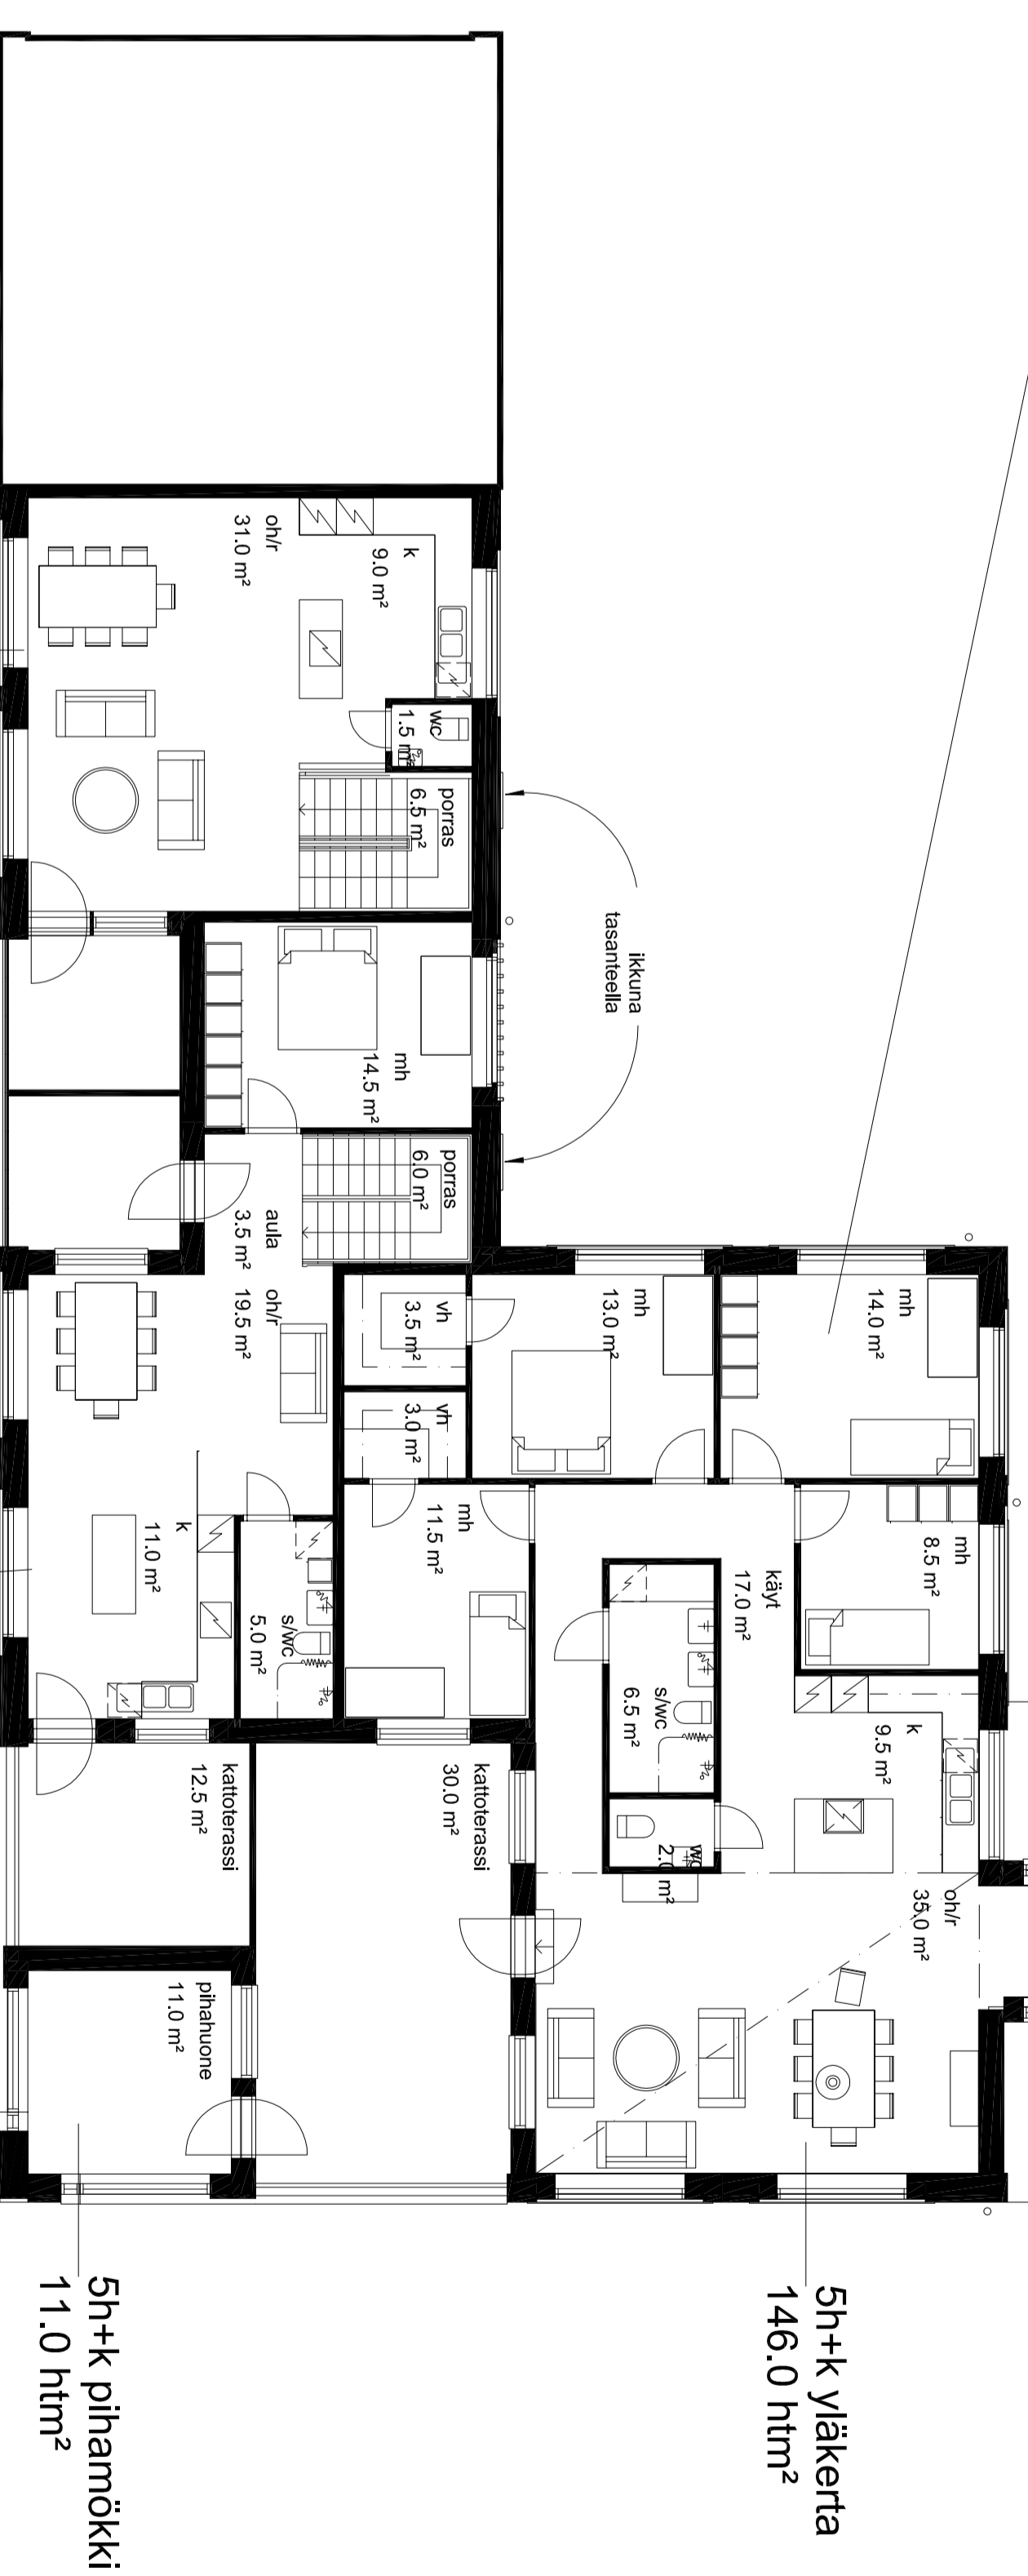 oh/r
31.0 m²
k
9.0 m²
wc
1.5 m²
porras
6.5 m²
ikkuna
tasanteella
mh
14.5 m²
porras
6.0 m²
aula
3.5 m²
oh/r
19.5 m²
vh
3.5 m²
vh
3.0 m²
mh
13.0 m²
mh
14.0 m²
mh
11.5 m²
mh
8.5 m²
käyt
17.0 m²
k
11.0 m²
s/wc
5.0 m²
s/wc
6.5 m²
k
9.5 m²
wc
2.0 m²
oh/r
35.0 m²
kattoterassi
12.5 m²
kattoterassi
30.0 m²
pihahuone
11.0 m²
5h+k yläkerta
146.0 htm²
5h+k pihamökki
11.0 htm²